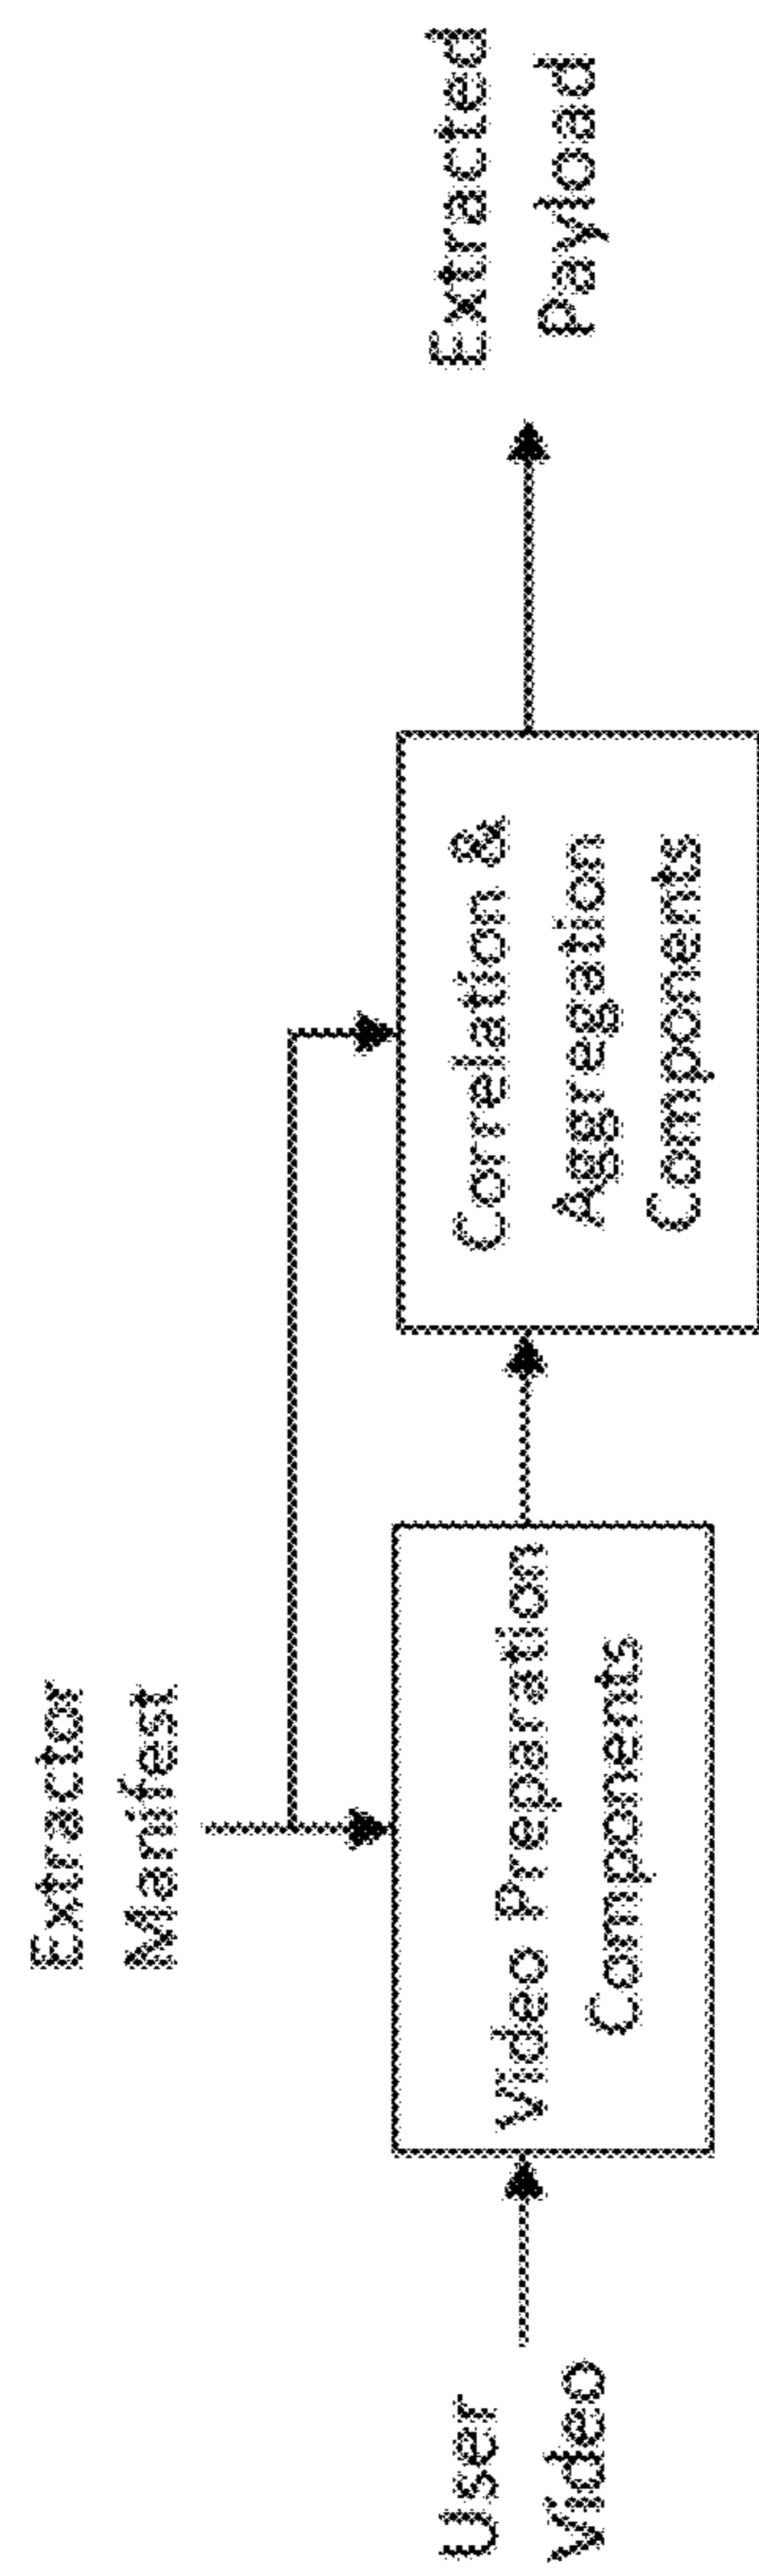 Extractor
Manifest
User
Video
Video Preparation
Components
Correlation &
Aggregation
Components
Extracted
Payload